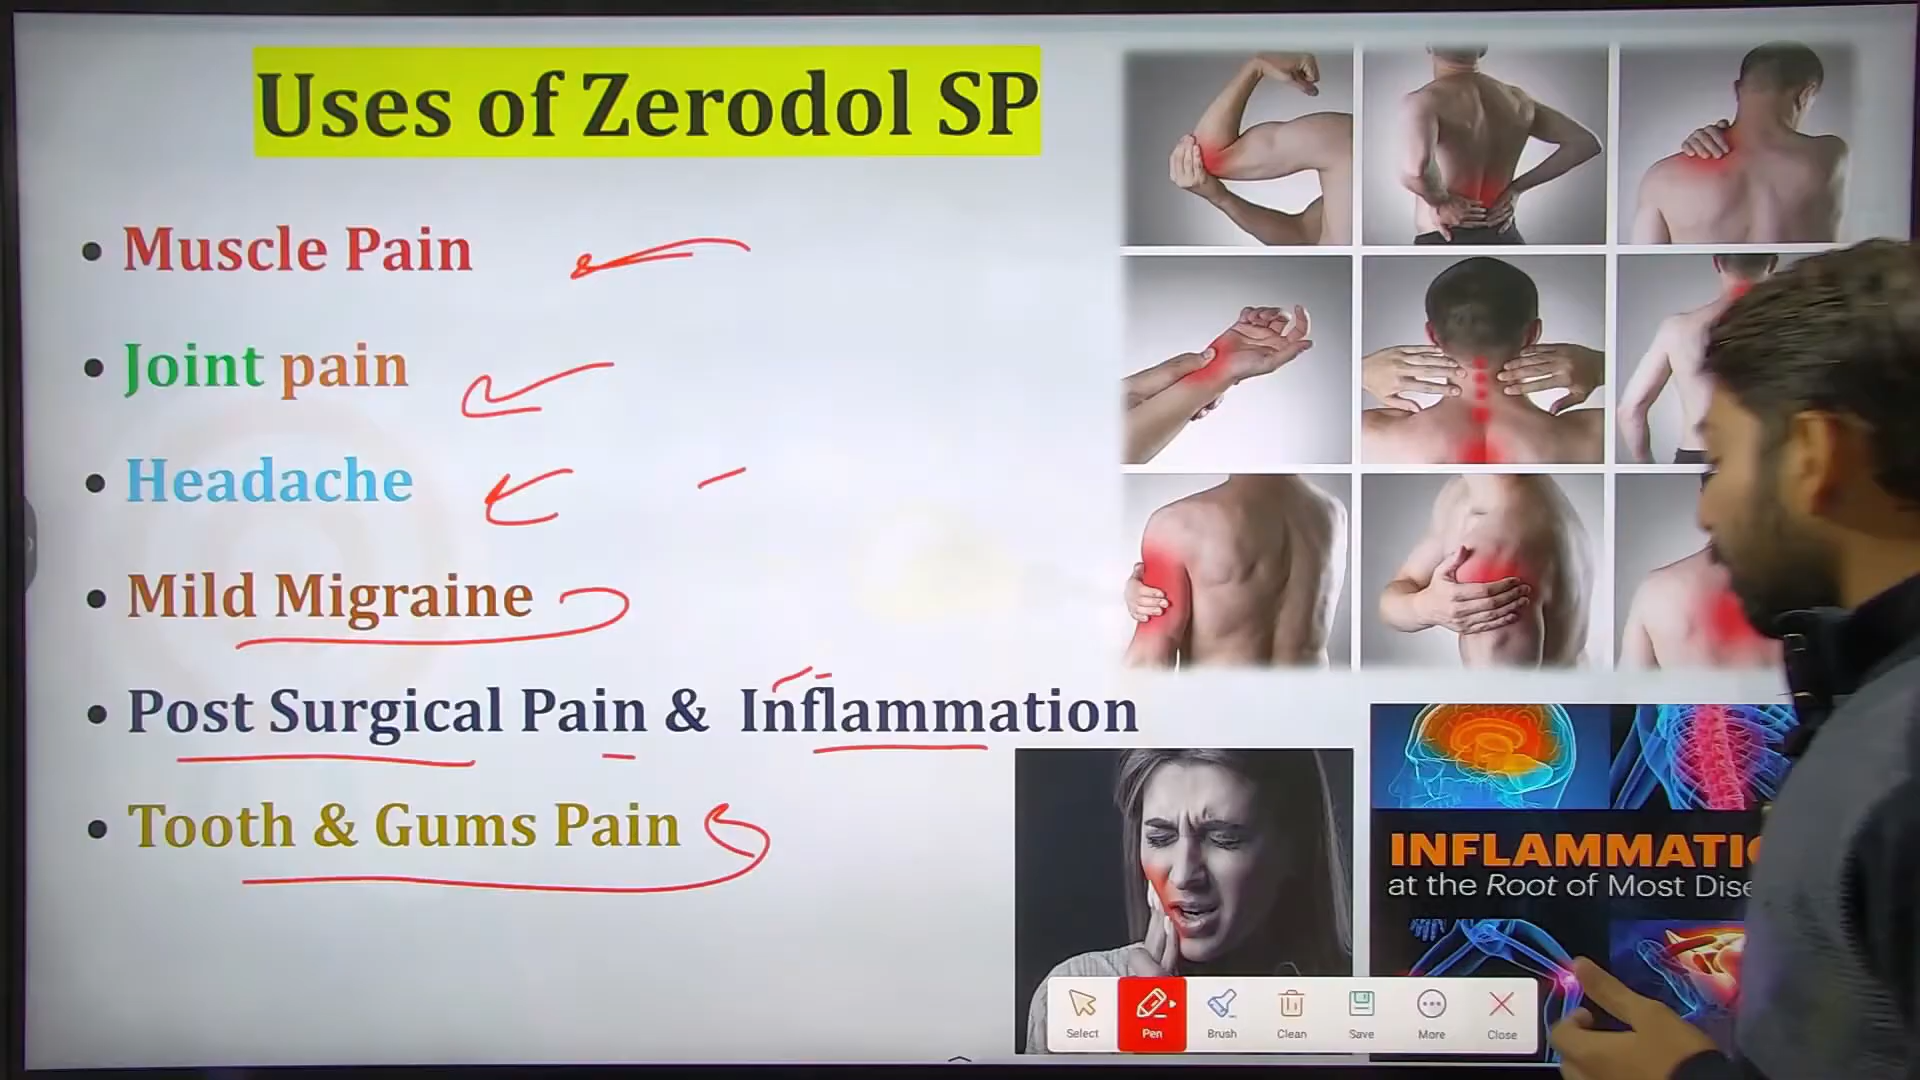 Uses of Zerodol SP
• Muscle Pain
• Joint pain
• Headache
• Mild Migraine
• Post Surgical Pain & Inflammation
• Tooth & Gums Pain
INFLAMMATI
at the Root of Most Dise
Select
Pen
Brush
Clean
Save
More
Close